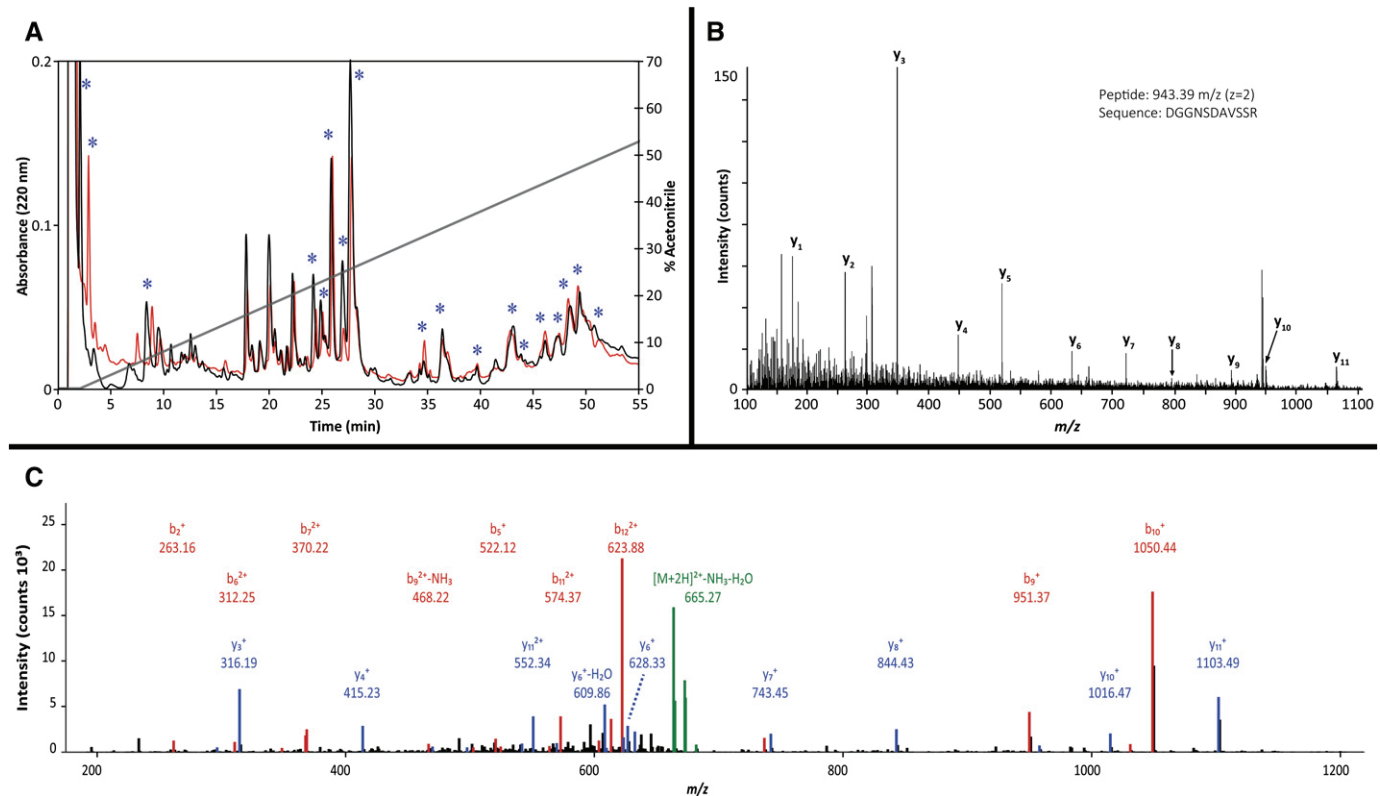 A
0.2
0.1
0
Absorbance (220 nm)
70
60
50
40
30
20
10
0
% Acetonitrile
0 5 10 15 20 25 30 35 40 45 50 55
Time (min)
* * * * * * * * * * * * * * * * * *
B
150
0
Intensity (counts)
Peptide: 943.39 m/z (z=2)
Sequence: DGGNSDAVSSR
y₁ y₂ y₃ y₄ y₅ y₆ y₇ y₈ y₉ y₁₀ y₁₁
100 200 300 400 500 600 700 800 900 1000 1100
m/z
C
25
20
15
10
5
0
Intensity (counts 10³)
b₂⁺ b₇²⁺ b₅⁺ b₁₂²⁺ b₁₀⁺
263.16 370.22 522.12 623.88 1050.44
b₆²⁺ b₉²⁺-NH₃ b₁₁²⁺ [M+2H]²⁺-NH₃-H₂O b₉⁺
312.25 468.22 574.37 665.27 951.37
y₃⁺ y₁₁²⁺ y₆⁺ y₈⁺ y₁₁⁺
316.19 552.34 628.33 844.43 1103.49
y₄⁺ y₆⁺-H₂O y₇⁺ y₁₀⁺
415.23 609.86 743.45 1016.47
200 400 600 800 1000 1200
m/z